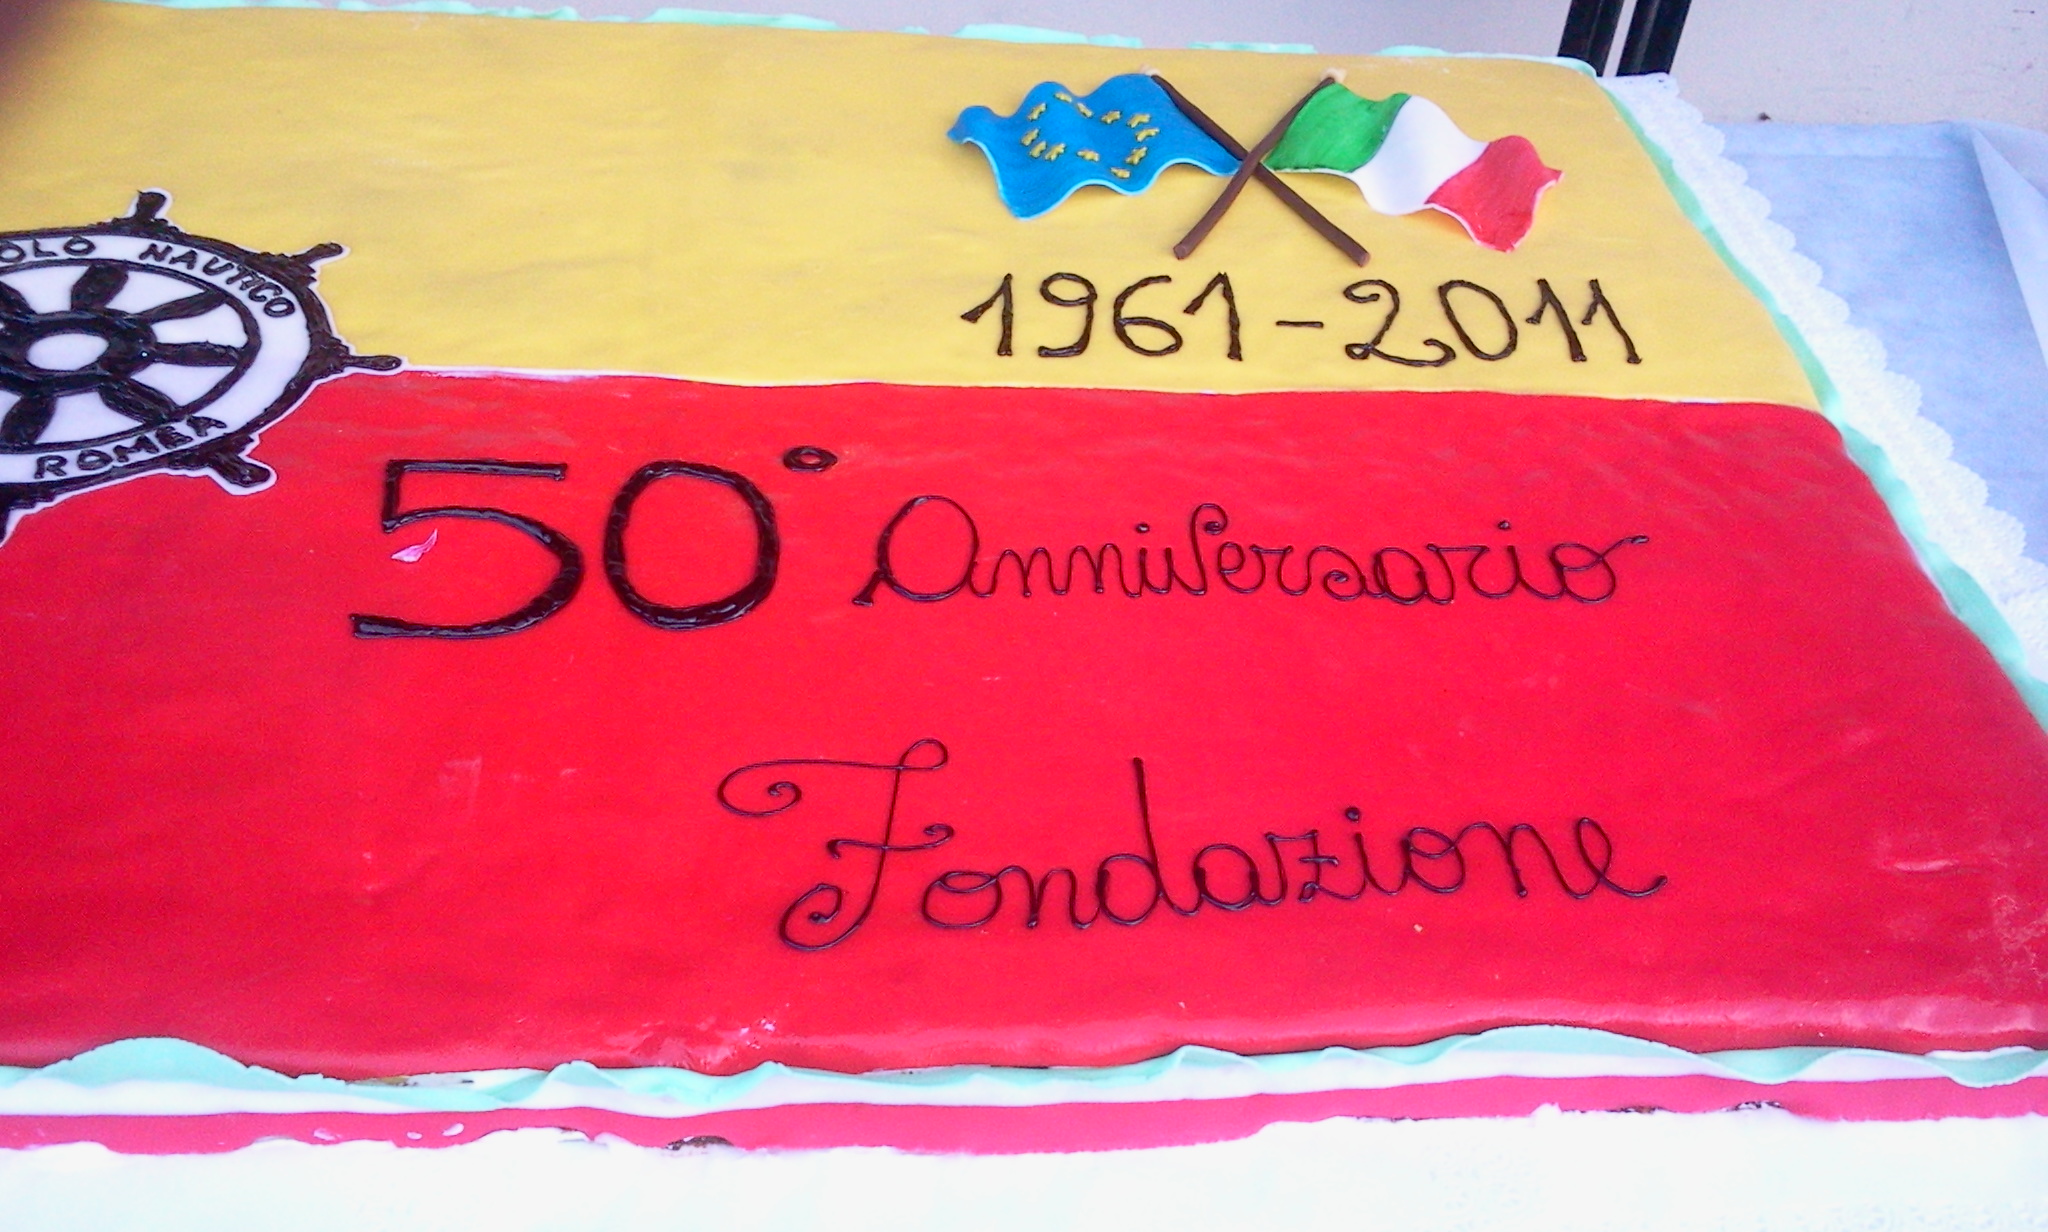 OLO NAUTICO
ROMEA
1961-2011
50° Anniversario
Fondazione